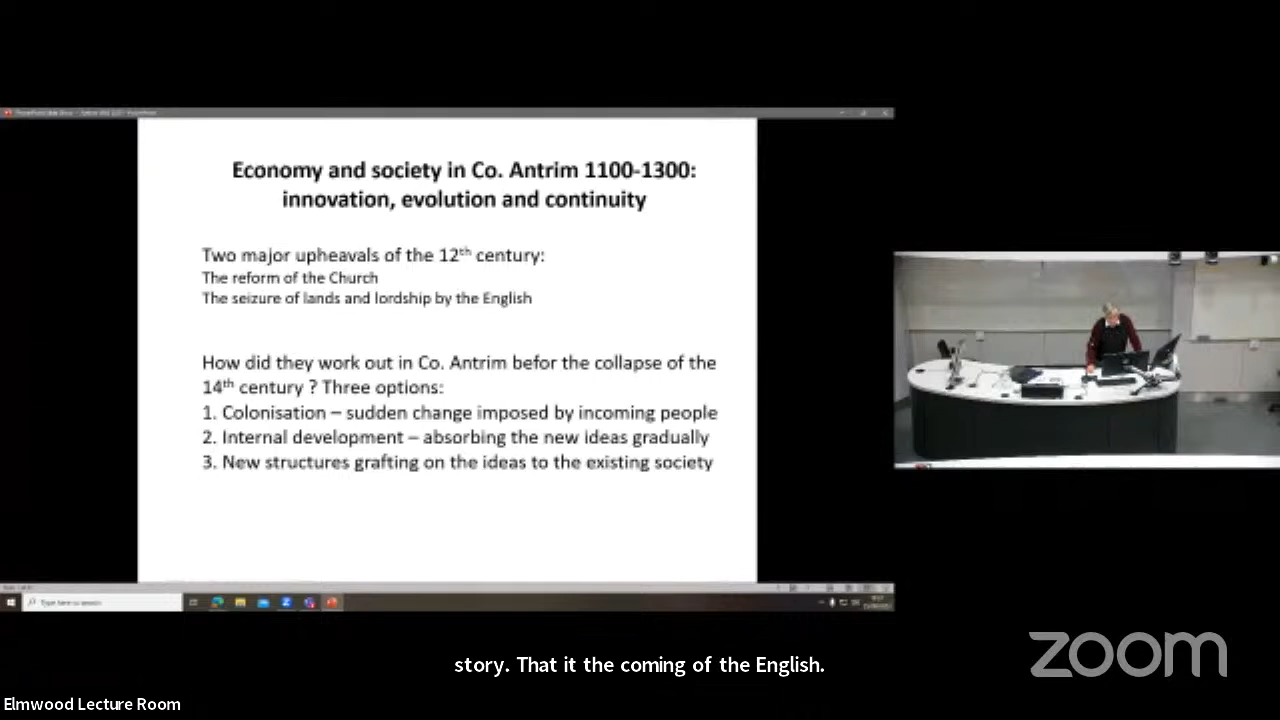 Economy and society in Co. Antrim 1100-1300:
innovation, evolution and continuity
Two major upheavals of the 12th century:
The reform of the Church
The seizure of lands and lordship by the English
How did they work out in Co. Antrim befor the collapse of the
14th century ? Three options:
1. Colonisation – sudden change imposed by incoming people
2. Internal development – absorbing the new ideas gradually
3. New structures grafting on the ideas to the existing society
Type here to search
story. That it the coming of the English.
zoom
Elmwood Lecture Room